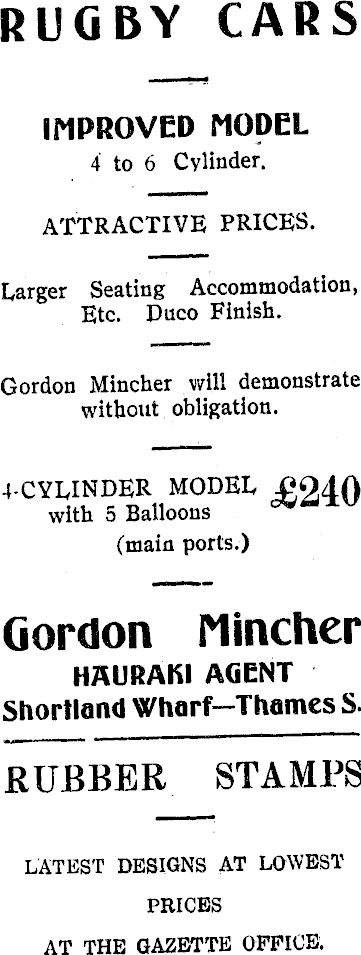 RUGBY CARS
IMPROVED MODEL
4 to 6 Cylinder.
ATTRACTIVE PRICES.
Larger Seating Accommodation,
Etc. Duco Finish.
Gordon Mincher will demonstrate
without obligation.
4-CYLINDER MODEL £240
with 5 Balloons
(main ports.)
Gordon Mincher
HAURAKI AGENT
Shortland Wharf—Thames S.
RUBBER STAMPS
LATEST DESIGNS AT LOWEST
PRICES
AT THE GAZETTE OFFICE.